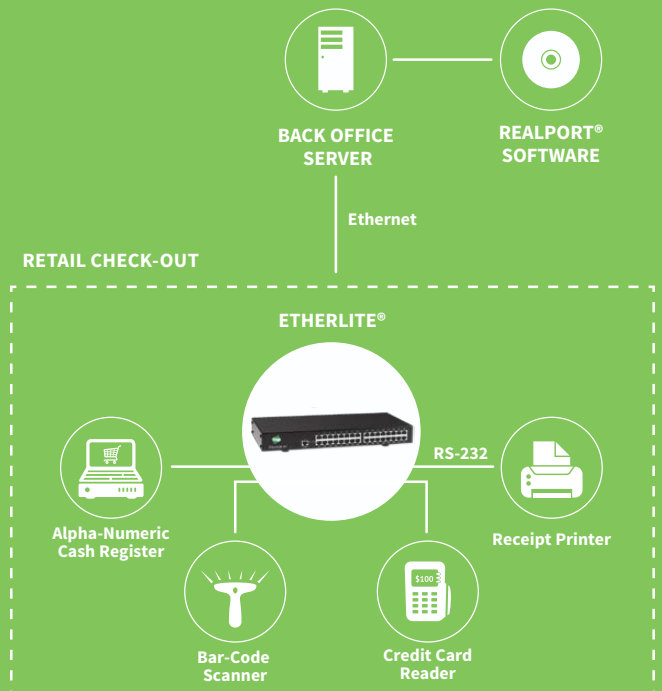 BACK OFFICE
SERVER
REALPORT®
SOFTWARE
Ethernet
RETAIL CHECK-OUT
ETHERLITE®
RS-232
Alpha-Numeric
Cash Register
Receipt Printer
$100
Bar-Code
Scanner
Credit Card
Reader